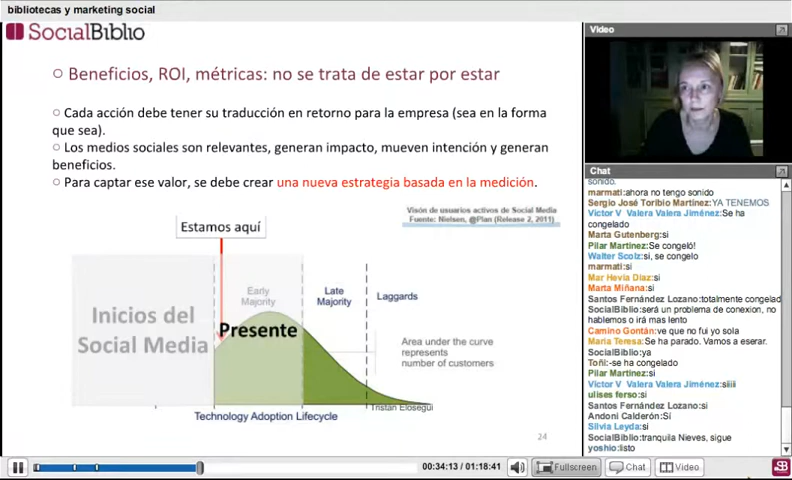 bibliotecas y marketing social
SocialBiblio
Beneficios, ROI, métricas: no se trata de estar por estar
Cada acción debe tener su traducción en retorno para la empresa (sea en la forma
que sea).
Los medios sociales son relevantes, generan impacto, mueven intención y generan
beneficios.
Para captar ese valor, se debe crear una nueva estrategia basada en la medición.
Visón de usuarios activos de Social Media
Fuente: Nielsen, @Plan (Release 2, 2011)
Estamos aquí
Inicios del
Social Media
Early
Majority
Presente
Late
Majority
Laggards
Area under the curve
represents
number of customers
Tristán Elósegui
Technology Adoption Lifecycle
24
Video
Chat
sonido.
marmati:ahora no tengo sonido
Sergio José Toribio Martínez:YA TENEMOS
Victor V Valera Valera Jiménez:Se ha
congelado
Marta Gutenberg:si
Pilar Martinez:Se congeló!
Walter Scolz:si, se congelo
marmati:si
Mar Hevia Diaz:si
Marta Miñana:si
Santos Fernández Lozano:totalmente congelad
SocialBiblio:será un problema de conexion, no
hablemos o irá mas lento
Camino Gontán:ve que no fui yo sola
Maria Teresa:Se ha parado. Vamos a eserar.
SocialBiblio:ya
Toñi:-se ha congelado
Pilar Martinez:si
Victor V Valera Valera Jiménez:siiii
ulises ferso:si
Santos Fernández Lozano:si
Andoni Calderón:Sí
Silvia Leyda:si
SocialBiblio:tranquila Nieves, sigue
yoshio:listo
00:34:13 / 01:18:41
Fullscreen
Chat
Video
SB